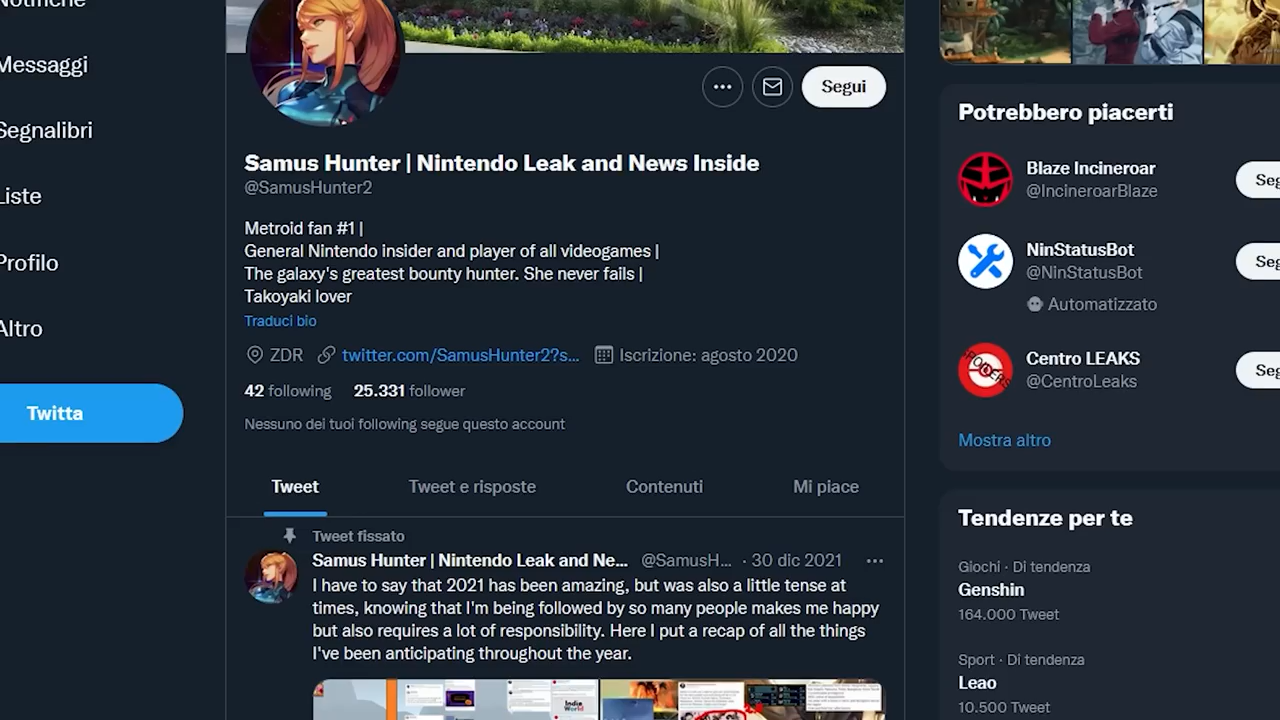 Messaggi
Segnalibri
Liste
Profilo
Altro
Twitta
Segui
Samus Hunter | Nintendo Leak and News Inside
@SamusHunter2
Metroid fan #1 |
General Nintendo insider and player of all videogames |
The galaxy's greatest bounty hunter. She never fails |
Takoyaki lover
Traduci bio
ZDR twitter.com/SamusHunter2?s... Iscrizione: agosto 2020
42 following 25.331 follower
Nessuno dei tuoi following segue questo account
Tweet Tweet e risposte Contenuti Mi piace
Tweet fissato
Samus Hunter | Nintendo Leak and Ne... @SamusH... · 30 dic 2021
I have to say that 2021 has been amazing, but was also a little tense at
times, knowing that I'm being followed by so many people makes me happy
but also requires a lot of responsibility. Here I put a recap of all the things
I've been anticipating throughout the year.
Indie
World
Potrebbero piacerti
Blaze Incineroar
@IncineroarBlaze
Seg
NinStatusBot
@NinStatusBot
Seg
Automatizzato
Centro LEAKS
@CentroLeaks
Seg
Mostra altro
Tendenze per te
Giochi · Di tendenza
Genshin
164.000 Tweet
Sport · Di tendenza
Leao
10.500 Tweet